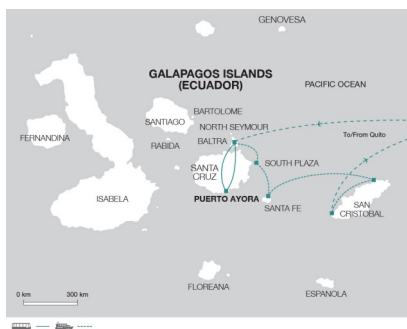 GENOVESA
GALAPAGOS ISLANDS
(ECUADOR)
PACIFIC OCEAN
BARTOLOME
SANTIAGO
NORTH SEYMOUR
FERNANDINA
RABIDA
BALTRA
To/From Quito
SANTA
CRUZ
SOUTH PLAZA
ISABELA
PUERTO AYORA
SANTA FE
SAN
CRISTOBAL
FLOREANA
ESPANOLA
0 km
300 km